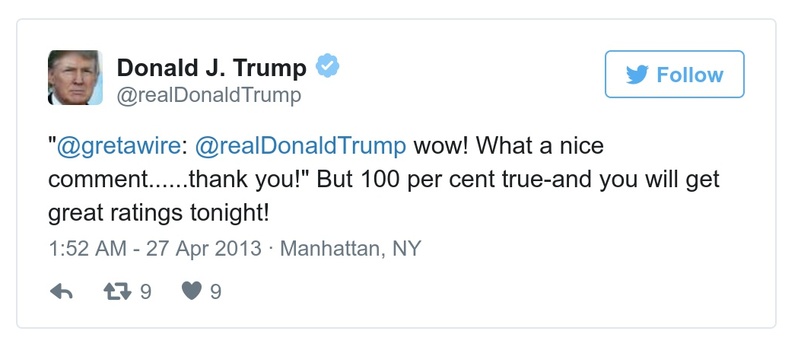 Donald J. Trump
Follow
@realDonaldTrump
"@gretawire: @realDonaldTrump wow! What a nice
comment......thank you!" But 100 per cent true-and you will get
great ratings tonight!
1:52 AM - 27 Apr 2013 · Manhattan, NY
9 9